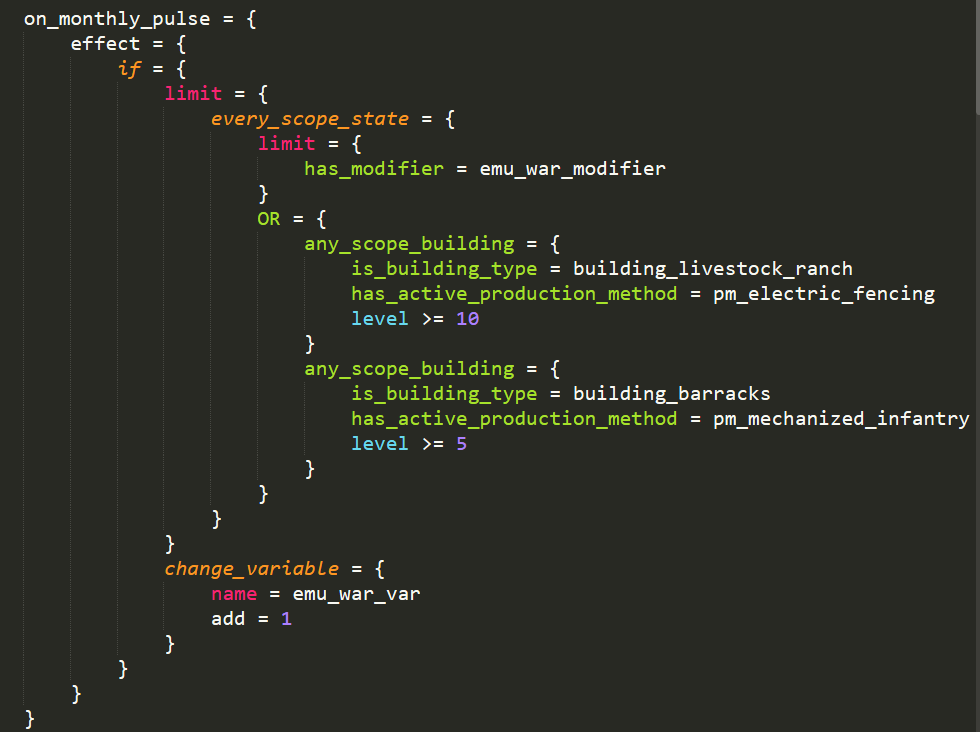 on_monthly_pulse = {
    effect = {
        if = {
            limit = {
                every_scope_state = {
                    limit = {
                        has_modifier = emu_war_modifier
                    }
                    OR = {
                        any_scope_building = {
                            is_building_type = building_livestock_ranch
                            has_active_production_method = pm_electric_fencing
                            level >= 10
                        }
                        any_scope_building = {
                            is_building_type = building_barracks
                            has_active_production_method = pm_mechanized_infantry
                            level >= 5
                        }
                    }
                }
            }
            change_variable = {
                name = emu_war_var
                add = 1
            }
        }
    }
}